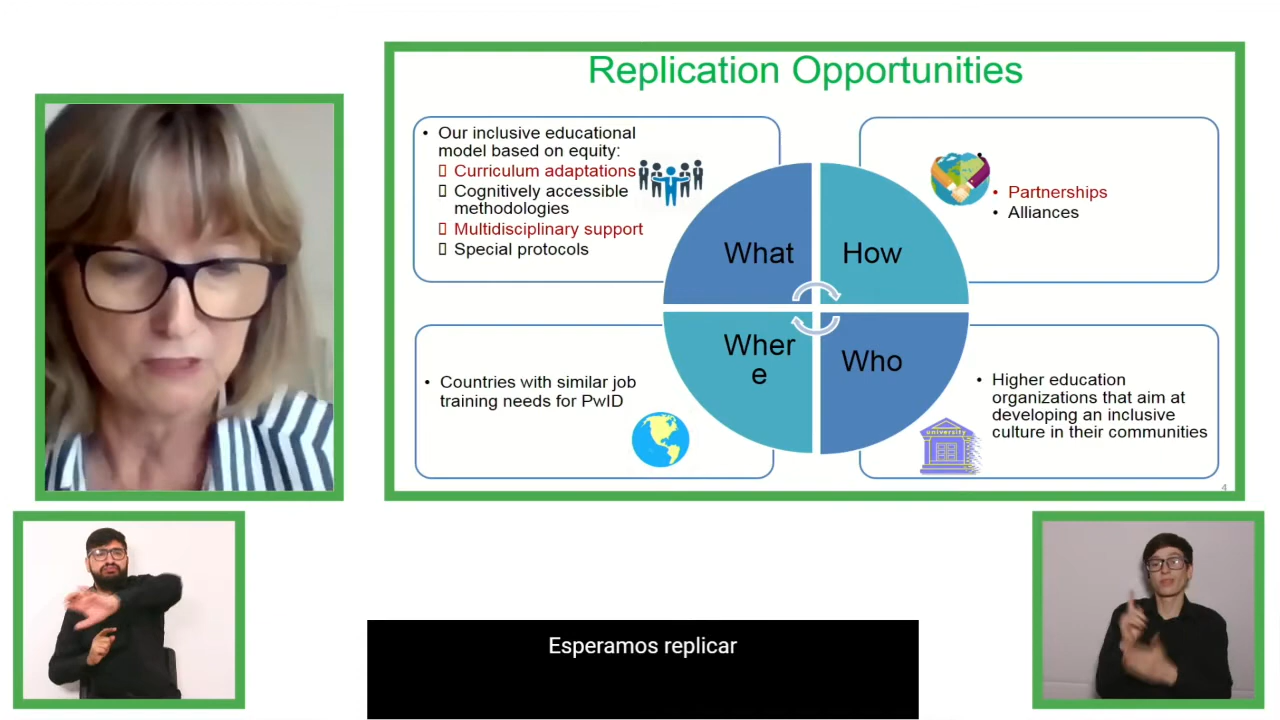 Replication Opportunities
• Our inclusive educational
model based on equity:
▯ Curriculum adaptations
▯ Cognitively accessible
methodologies
▯ Multidisciplinary support
▯ Special protocols
• Partnerships
• Alliances
What
How
Wher
e
Who
• Countries with similar job
training needs for PwID
• Higher education
organizations that aim at
developing an inclusive
culture in their communities
university
4
Esperamos replicar